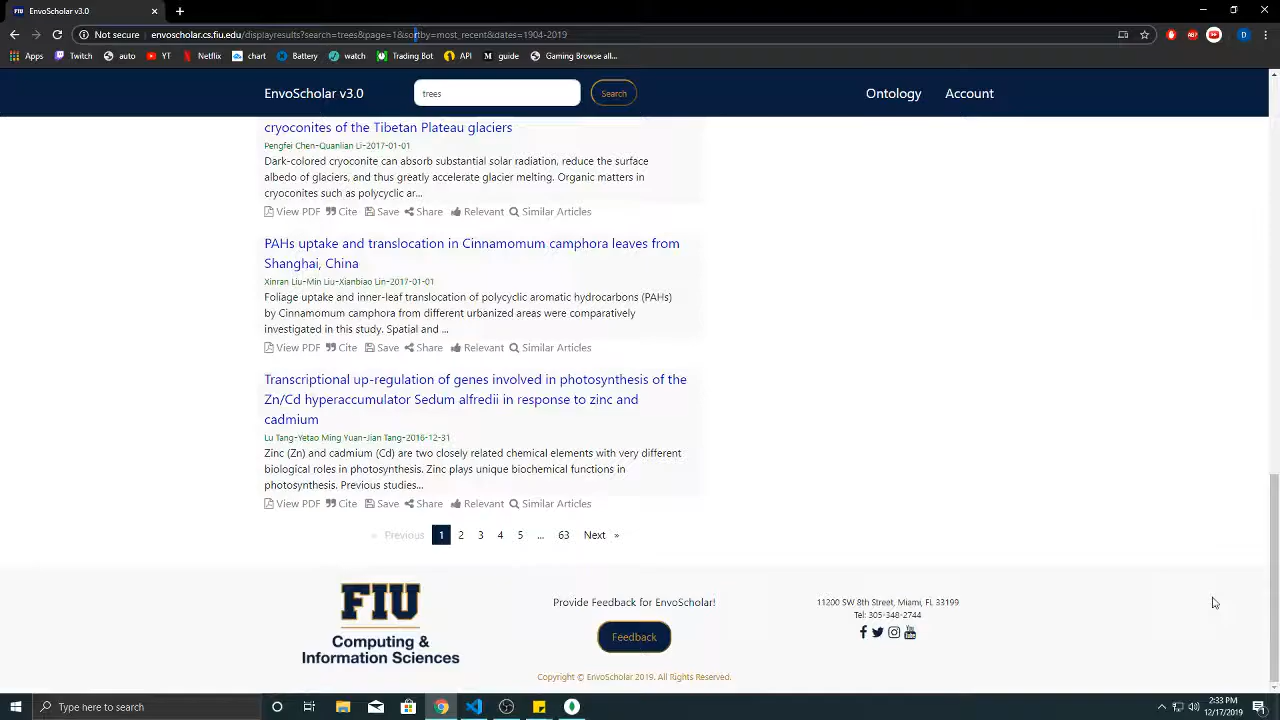 EnvoScholar v3.0
Not secure | envoscholar.cs.fiu.edu/displayresults?search=trees&page=1&sortby=most_recent&dates=1904-2019
Apps Twitch auto YT Netflix chart Battery watch Trading Bot API guide Gaming Browse all...
EnvoScholar v3.0 trees Search Ontology Account
cryoconites of the Tibetan Plateau glaciers
Pengfei Chen-Quanlian Li-2017-01-01
Dark-colored cryoconite can absorb substantial solar radiation, reduce the surface
albedo of glaciers, and thus greatly accelerate glacier melting. Organic matters in
cryoconites such as polycyclic ar...
View PDF Cite Save Share Relevant Similar Articles
PAHs uptake and translocation in Cinnamomum camphora leaves from
Shanghai, China
Xinran Liu-Min Liu-Xianbiao Lin-2017-01-01
Foliage uptake and inner-leaf translocation of polycyclic aromatic hydrocarbons (PAHs)
by Cinnamomum camphora from different urbanized areas were comparatively
investigated in this study. Spatial and ...
View PDF Cite Save Share Relevant Similar Articles
Transcriptional up-regulation of genes involved in photosynthesis of the
Zn/Cd hyperaccumulator Sedum alfredii in response to zinc and
cadmium
Lu Tang-Yetao Ming Yuan-Jian Tang-2016-12-31
Zinc (Zn) and cadmium (Cd) are two closely related chemical elements with very different
biological roles in photosynthesis. Zinc plays unique biochemical functions in
photosynthesis. Previous studies...
View PDF Cite Save Share Relevant Similar Articles
« Previous 1 2 3 4 5 ... 63 Next »
FIU
Computing &
Information Sciences
Provide Feedback for EnvoScholar!
Feedback
11200 SW 8th Street, Miami, FL 33199
Tel: 305-348-2744
Copyright © EnvoScholar 2019. All Rights Reserved.
Type here to search
2:33 PM
12/17/2019